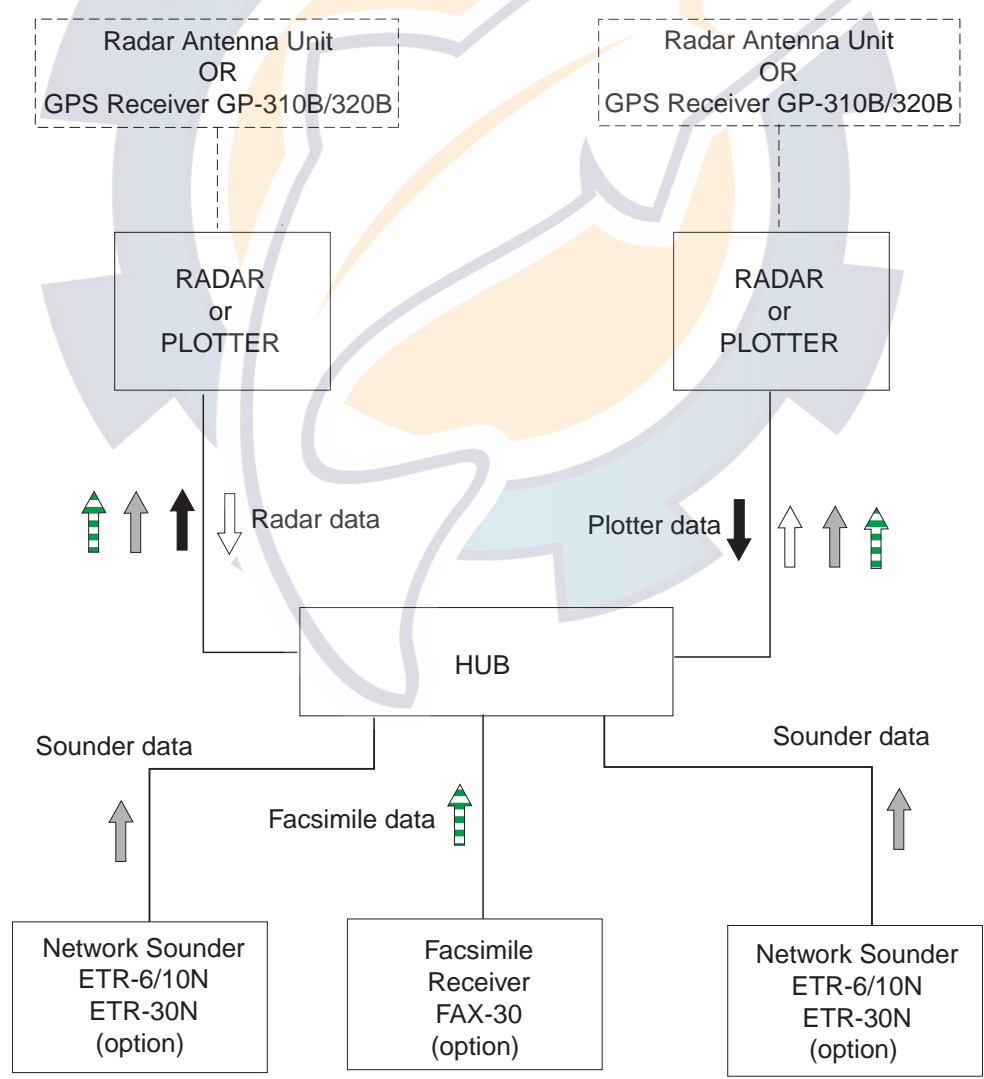 Radar Antenna Unit
OR
GPS Receiver GP-310B/320B
Radar Antenna Unit
OR
GPS Receiver GP-310B/320B
RADAR
or
PLOTTER
RADAR
or
PLOTTER
Radar data
Plotter data
HUB
Sounder data
Sounder data
Facsimile data
Network Sounder
ETR-6/10N
ETR-30N
(option)
Facsimile
Receiver
FAX-30
(option)
Network Sounder
ETR-6/10N
ETR-30N
(option)